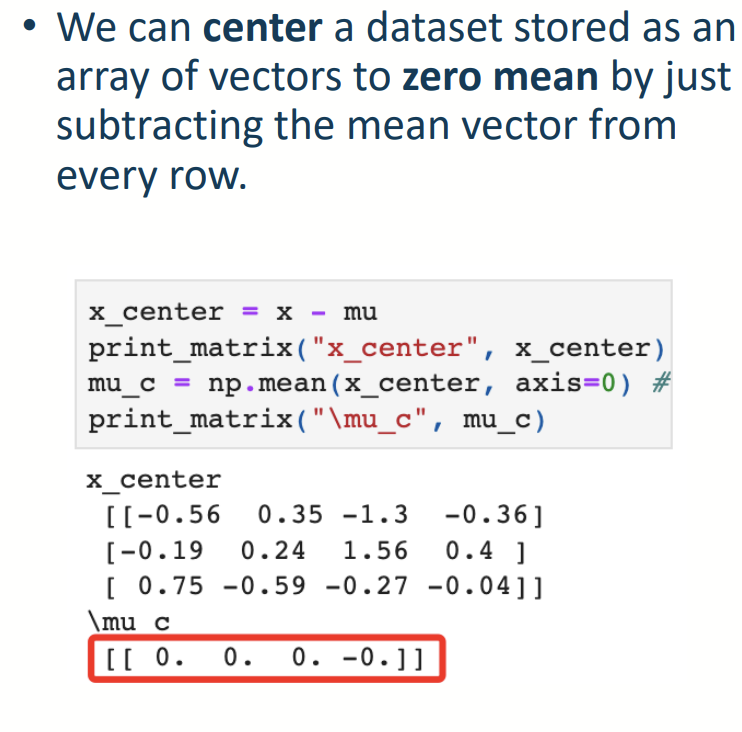 • We can center a dataset stored as an
array of vectors to zero mean by just
subtracting the mean vector from
every row.
x_center = x - mu
print_matrix("x_center", x_center)
mu_c = np.mean(x_center, axis=0) #
print_matrix("\mu_c", mu_c)
x_center
[[-0.56  0.35 -1.3  -0.36]
[-0.19  0.24  1.56  0.4 ]
[ 0.75 -0.59 -0.27 -0.04]]
\mu c
[[ 0.  0.  0. -0.]]